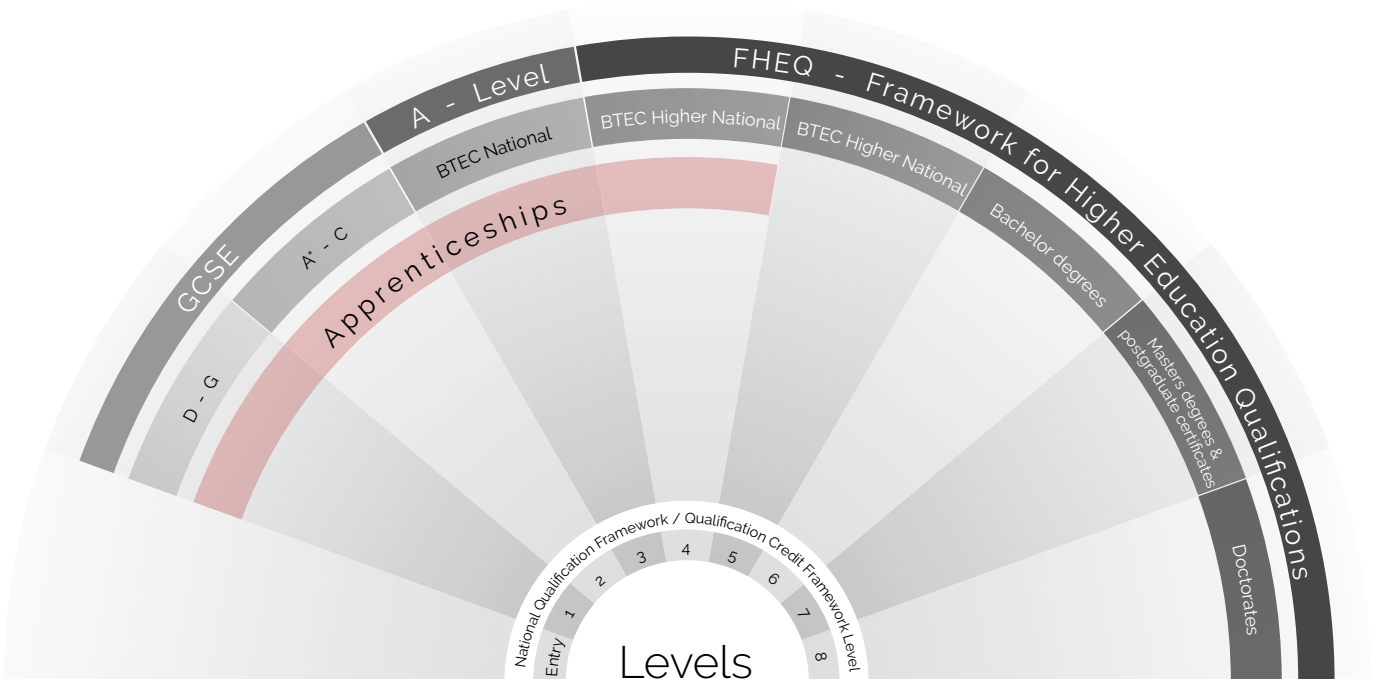 FHEQ - Framework for Higher Education Qualifications
A - Level
GCSE
BTEC National
BTEC Higher National
BTEC Higher National
A* - C
D - G
Apprenticeships
Bachelor degrees
Masters degrees &
postgraduate certificates
Doctorates
National Qualification Framework / Qualification Credit Framework Level
Entry
1
2
3
4
5
6
7
8
Levels